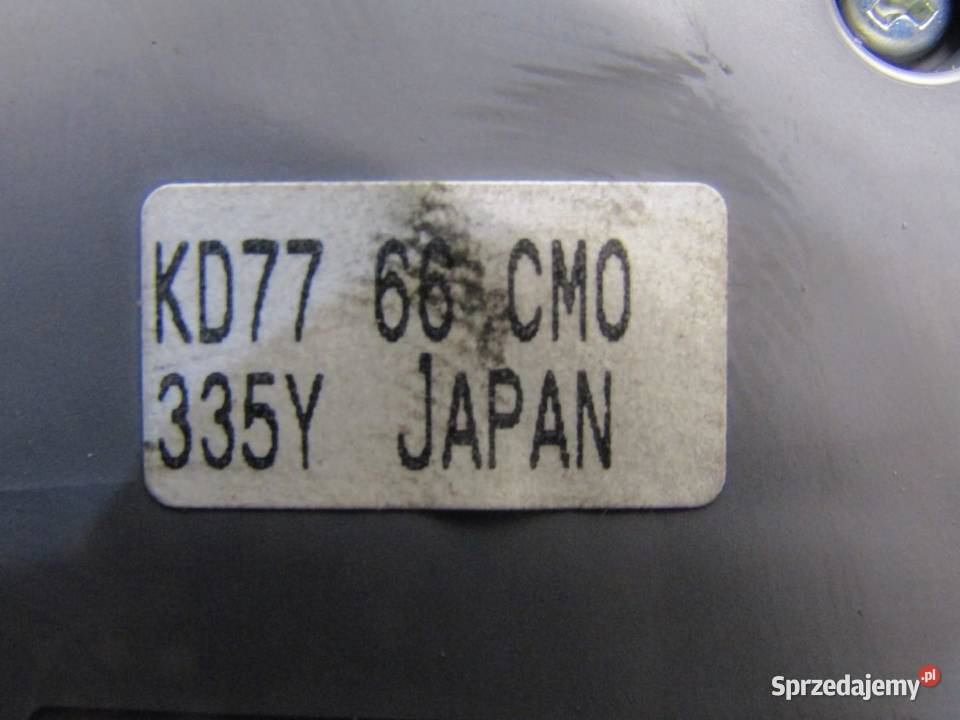 KD77 66 CM0
335Y JAPAN
Sprzedajemy.pl